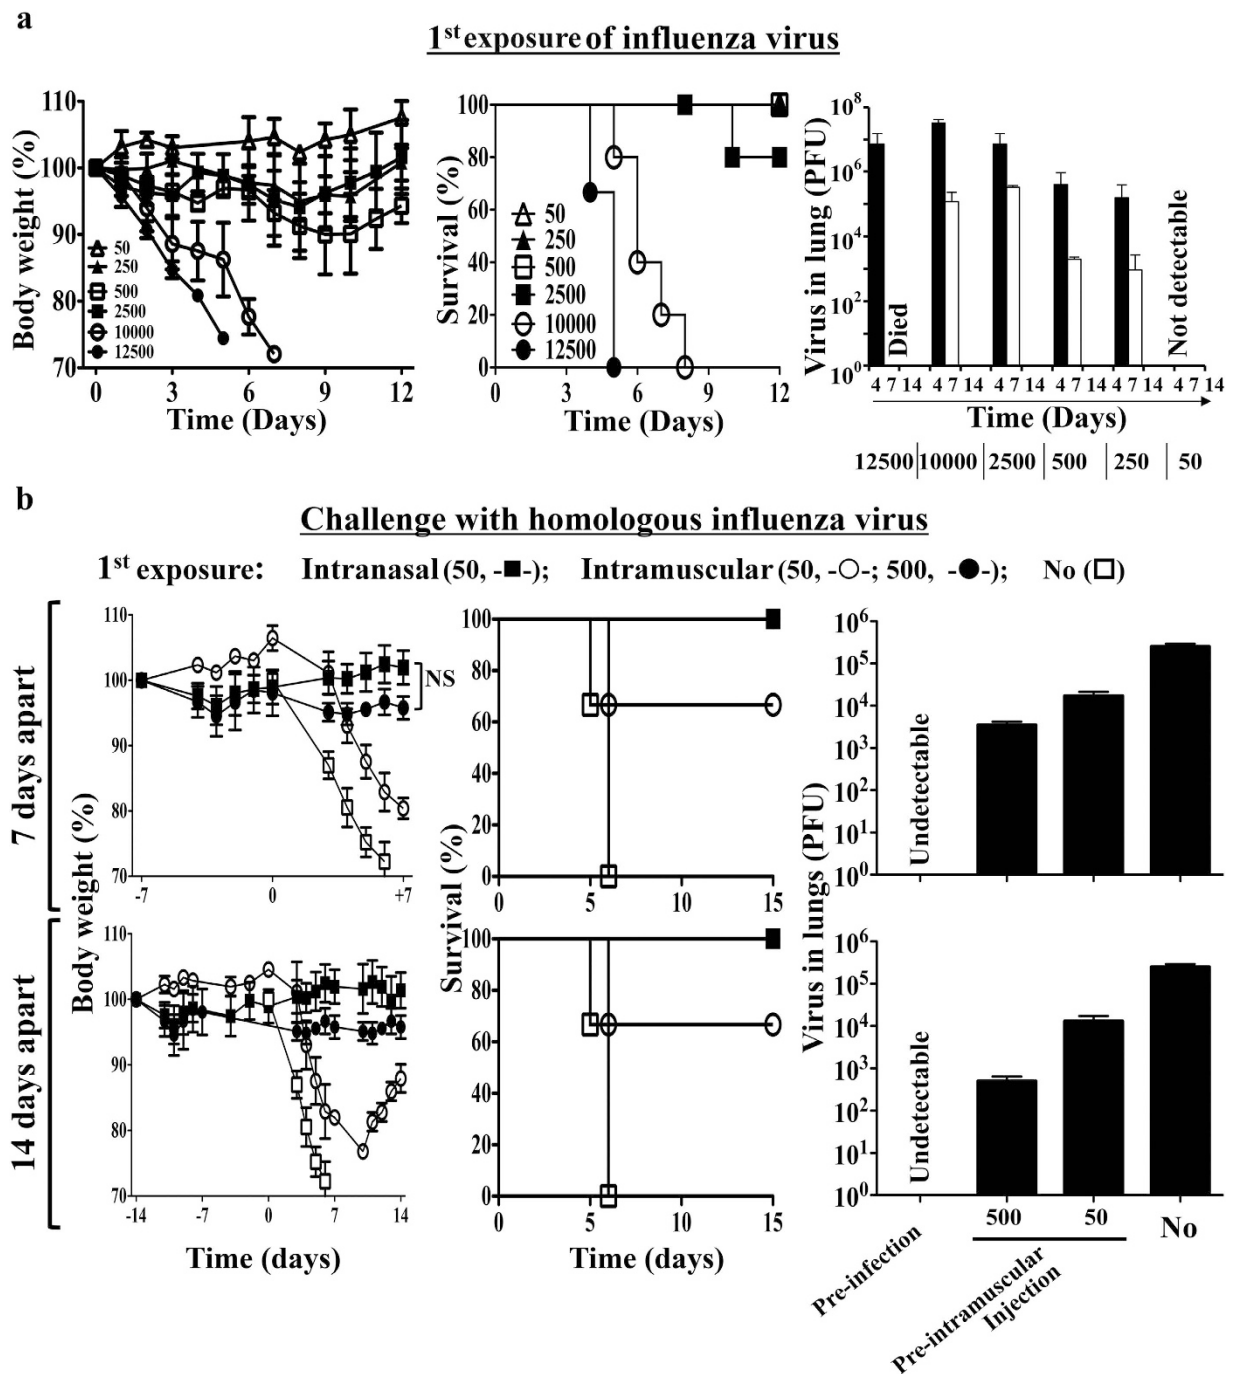 a
1st exposure of influenza virus
Body weight (%)
110
100
90
80
70
50
250
500
2500
10000
12500
0 3 6 9 12
Time (Days)
Survival (%)
100
80
60
40
20
0
50
250
500
2500
10000
12500
0 3 6 9 12
Time (Days)
Virus in lung (PFU)
10^8
10^6
10^4
10^2
10^0
Died
Not detectable
4 7 14 4 7 14 4 7 14 4 7 14 4 7 14 4 7 14
Time (Days)
12500 | 10000 | 2500 | 500 | 250 | 50
b
Challenge with homologous influenza virus
1st exposure: Intranasal (50, -■-); Intramuscular (50, -○-; 500, -●-); No (□)
7 days apart
14 days apart
Body weight (%)
110
100
90
80
70
NS
-7 0 +7
110
100
90
80
70
-14 -7 0 7 14
Time (days)
Survival (%)
100
80
60
40
20
0
0 5 10 15
100
80
60
40
20
0
0 5 10 15
Time (days)
Virus in lungs (PFU)
10^6
10^5
10^4
10^3
10^2
10^1
10^0
Undetectable
10^6
10^5
10^4
10^3
10^2
10^1
10^0
Undetectable
500 50 No
Pre-infection
Pre-intramuscular
Injection